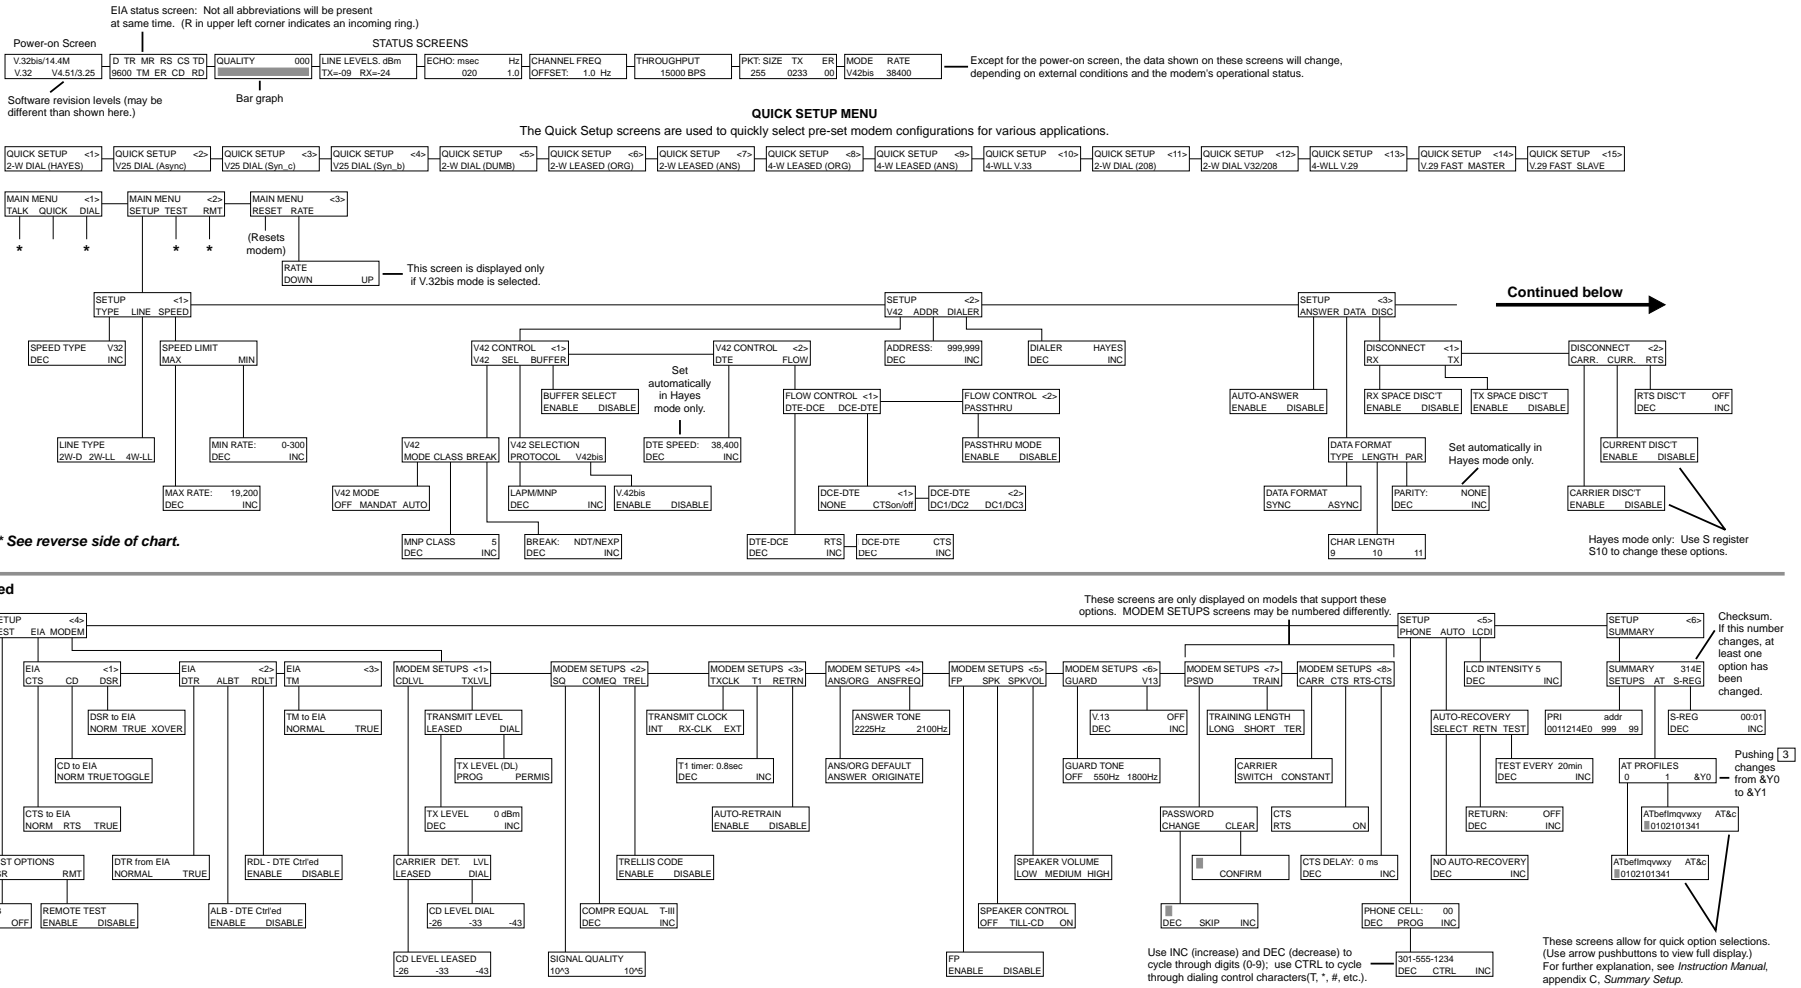 EIA status screen: Not all abbreviations will be present
at same time. (R in upper left corner indicates an incoming ring.)
Power-on Screen
STATUS SCREENS
V.32bis/14.4M
V.32 V4.51/3.25
D TR MR RS CS TD
9600 TM ER CD RD
QUALITY 000
LINE LEVELS. dBm
TX=-09 RX=-24
ECHO: msec Hz
020 1.0
CHANNEL FREQ
OFFSET: 1.0 Hz
THROUGHPUT
15000 BPS
PKT: SIZE TX ER
255 0233 00
MODE RATE
V42bis 38400
Except for the power-on screen, the data shown on these screens will change,
depending on external conditions and the modem's operational status.
Software revision levels (may be
different than shown here.)
Bar graph
QUICK SETUP MENU
The Quick Setup screens are used to quickly select pre-set modem configurations for various applications.
QUICK SETUP <1>
2-W DIAL (HAYES)
QUICK SETUP <2>
V25 DIAL (Async)
QUICK SETUP <3>
V25 DIAL (Syn_c)
QUICK SETUP <4>
V25 DIAL (Syn_b)
QUICK SETUP <5>
2-W DIAL (DUMB)
QUICK SETUP <6>
2-W LEASED (ORG)
QUICK SETUP <7>
2-W LEASED (ANS)
QUICK SETUP <8>
4-W LEASED (ORG)
QUICK SETUP <9>
4-W LEASED (ANS)
QUICK SETUP <10>
4-WLL V.33
QUICK SETUP <11>
2-W DIAL (208)
QUICK SETUP <12>
2-W DIAL V32/208
QUICK SETUP <13>
4-WLL V.29
QUICK SETUP <14>
V.29 FAST MASTER
QUICK SETUP <15>
V.29 FAST SLAVE
MAIN MENU <1>
TALK QUICK DIAL
MAIN MENU <2>
SETUP TEST RMT
MAIN MENU <3>
RESET RATE
* * * *
(Resets
modem)
RATE
DOWN UP
This screen is displayed only
if V.32bis mode is selected.
SETUP <1>
TYPE LINE SPEED
SETUP <2>
V42 ADDR DIALER
SETUP <3>
ANSWER DATA DISC
Continued below
SPEED TYPE V32
DEC INC
SPEED LIMIT
MAX MIN
V42 CONTROL <1>
V42 SEL BUFFER
V42 CONTROL <2>
DTE FLOW
ADDRESS: 999,999
DEC INC
DIALER HAYES
DEC INC
DISCONNECT <1>
RX TX
DISCONNECT <2>
CARR. CURR. RTS
Set
automatically
in Hayes
mode only.
BUFFER SELECT
ENABLE DISABLE
FLOW CONTROL <1>
DTE-DCE DCE-DTE
FLOW CONTROL <2>
PASSTHRU
AUTO-ANSWER
ENABLE DISABLE
RX SPACE DISC'T
ENABLE DISABLE
TX SPACE DISC'T
ENABLE DISABLE
RTS DISC'T OFF
DEC INC
LINE TYPE
2W-D 2W-LL 4W-LL
MIN RATE: 0-300
DEC INC
V42
MODE CLASS BREAK
V42 SELECTION
PROTOCOL V42bis
DTE SPEED: 38,400
DEC INC
PASSTHRU MODE
ENABLE DISABLE
DATA FORMAT
TYPE LENGTH PAR
Set automatically in
Hayes mode only.
CURRENT DISC'T
ENABLE DISABLE
MAX RATE: 19,200
DEC INC
V42 MODE
OFF MANDAT AUTO
LAPM/MNP
DEC INC
V.42bis
ENABLE DISABLE
DCE-DTE <1>
NONE CTSon/off
DCE-DTE <2>
DC1/DC2 DC1/DC3
DATA FORMAT
SYNC ASYNC
PARITY: NONE
DEC INC
CARRIER DISC'T
ENABLE DISABLE
* See reverse side of chart.
MNP CLASS 5
DEC INC
BREAK: NDT/NEXP
DEC INC
DTE-DCE RTS
DEC INC
DCE-DTE CTS
DEC INC
CHAR LENGTH
9 10 11
Hayes mode only: Use S register
S10 to change these options.
ed
These screens are only displayed on models that support these
options. MODEM SETUPS screens may be numbered differently.
ETUP <4>
EST EIA MODEM
SETUP <5>
PHONE AUTO LCDI
SETUP <6>
SUMMARY
Checksum.
If this number
changes, at
least one
option has
been
changed.
EIA <1>
CTS CD DSR
EIA <2>
DTR ALBT RDLT
EIA <3>
TM
MODEM SETUPS <1>
CDLVL TXLVL
MODEM SETUPS <2>
SQ COMEQ TREL
MODEM SETUPS <3>
TXCLK T1 RETRN
MODEM SETUPS <4>
ANS/ORG ANSFREQ
MODEM SETUPS <5>
FP SPK SPKVOL
MODEM SETUPS <6>
GUARD V13
MODEM SETUPS <7>
PSWD TRAIN
MODEM SETUPS <8>
CARR CTS RTS-CTS
LCD INTENSITY 5
DEC INC
SUMMARY 314E
SETUPS AT S-REG
DSR to EIA
NORM TRUE XOVER
TM to EIA
NORMAL TRUE
TRANSMIT LEVEL
LEASED DIAL
TRANSMIT CLOCK
INT RX-CLK EXT
ANSWER TONE
2225Hz 2100Hz
V.13 OFF
DEC INC
TRAINING LENGTH
LONG SHORT TER
AUTO-RECOVERY
SELECT RETN TEST
PRI addr
0011214E0 999 99
S-REG 00:01
DEC INC
CD to EIA
NORM TRUETOGGLE
TX LEVEL (DL)
PROG PERMIS
T1 timer: 0.8sec
DEC INC
ANS/ORG DEFAULT
ANSWER ORIGINATE
GUARD TONE
OFF 550Hz 1800Hz
CARRIER
SWITCH CONSTANT
TEST EVERY 20min
DEC INC
AT PROFILES
0 1 &Y0
Pushing 3
changes
from &Y0
to &Y1
CTS to EIA
NORM RTS TRUE
TX LEVEL 0 dBm
DEC INC
AUTO-RETRAIN
ENABLE DISABLE
PASSWORD
CHANGE CLEAR
CTS
RTS ON
RETURN: OFF
DEC INC
ATbeflmqvwxy AT&c
0102101341
ST OPTIONS
SR RMT
DTR from EIA
NORMAL TRUE
RDL - DTE Ctrl'ed
ENABLE DISABLE
CARRIER DET. LVL
LEASED DIAL
TRELLIS CODE
ENABLE DISABLE
SPEAKER VOLUME
LOW MEDIUM HIGH
CONFIRM
CTS DELAY: 0 ms
DEC INC
NO AUTO-RECOVERY
DEC INC
ATbeflmqvwxy AT&c
0102101341
OFF
REMOTE TEST
ENABLE DISABLE
ALB - DTE Ctrl'ed
ENABLE DISABLE
CD LEVEL DIAL
-26 -33 -43
COMPR EQUAL T-III
DEC INC
SPEAKER CONTROL
OFF TILL-CD ON
DEC SKIP INC
PHONE CELL: 00
DEC PROG INC
CD LEVEL LEASED
-26 -33 -43
SIGNAL QUALITY
10^3 10^5
FP
ENABLE DISABLE
Use INC (increase) and DEC (decrease) to
cycle through digits (0-9); use CTRL to cycle
through dialing control characters(T, *, #, etc.).
301-555-1234
DEC CTRL INC
These screens allow for quick option selections.
(Use arrow pushbuttons to view full display.)
For further explanation, see Instruction Manual,
appendix C, Summary Setup.